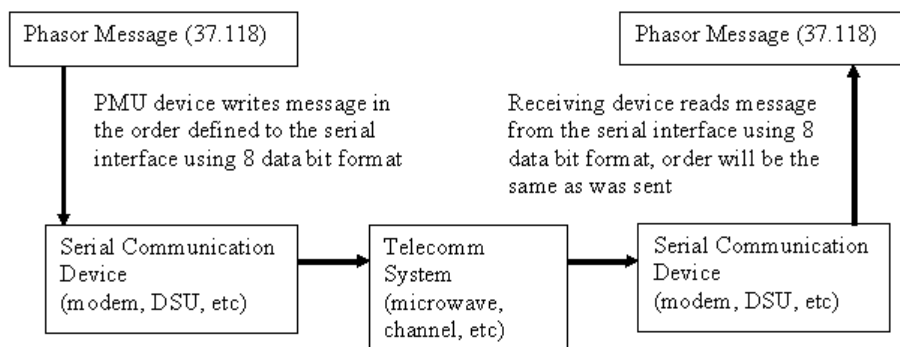 Phasor Message (37.118)
Phasor Message (37.118)
PMU device writes message in
the order defined to the serial
interface using 8 data bit format
Receiving device reads message
from the serial interface using 8
data bit format, order will be the
same as was sent
Serial Communication
Device
(modem, DSU, etc)
Telecomm
System
(microwave,
channel, etc)
Serial Communication
Device
(modem, DSU, etc)